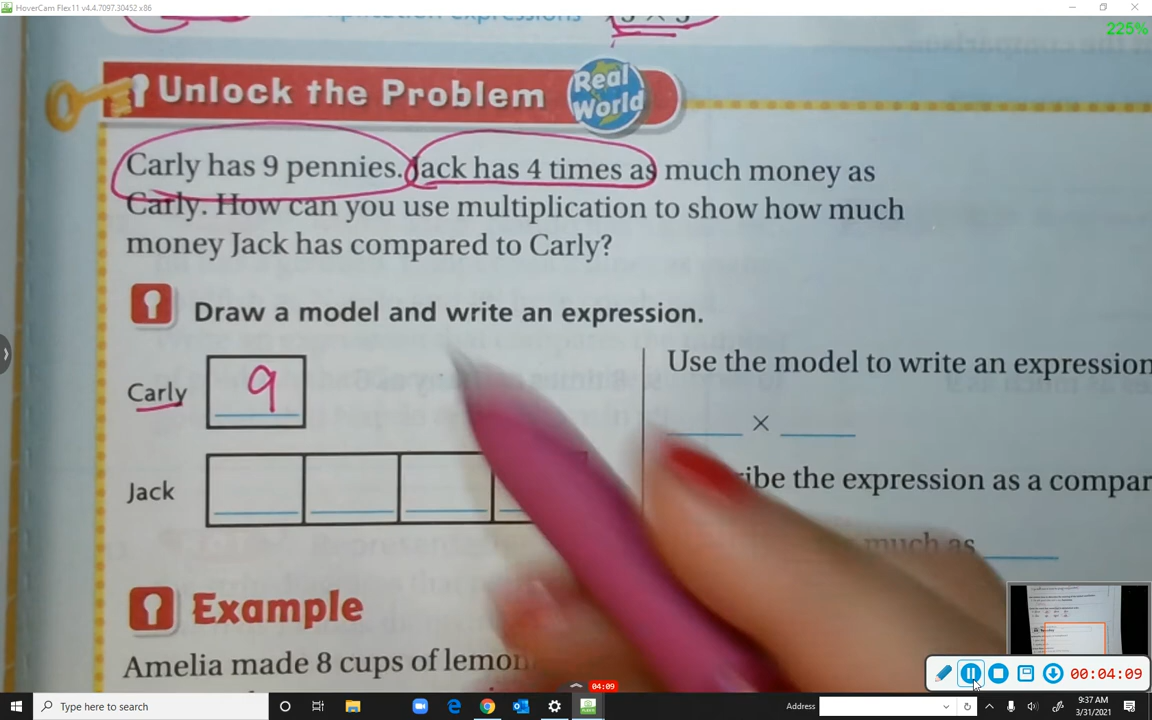 HoverCam Flex11 v4.4.7097.30452 x86
225%
Unlock the Problem
Real World
Carly has 9 pennies. Jack has 4 times as much money as
Carly. How can you use multiplication to show how much
money Jack has compared to Carly?
Draw a model and write an expression.
Carly 9
Use the model to write an expression
×
Jack
ibe the expression as a compar
much as
Example
Amelia made 8 cups of lemon
00:04:09
04:09
Type here to search
Address
9:37 AM
3/31/2021